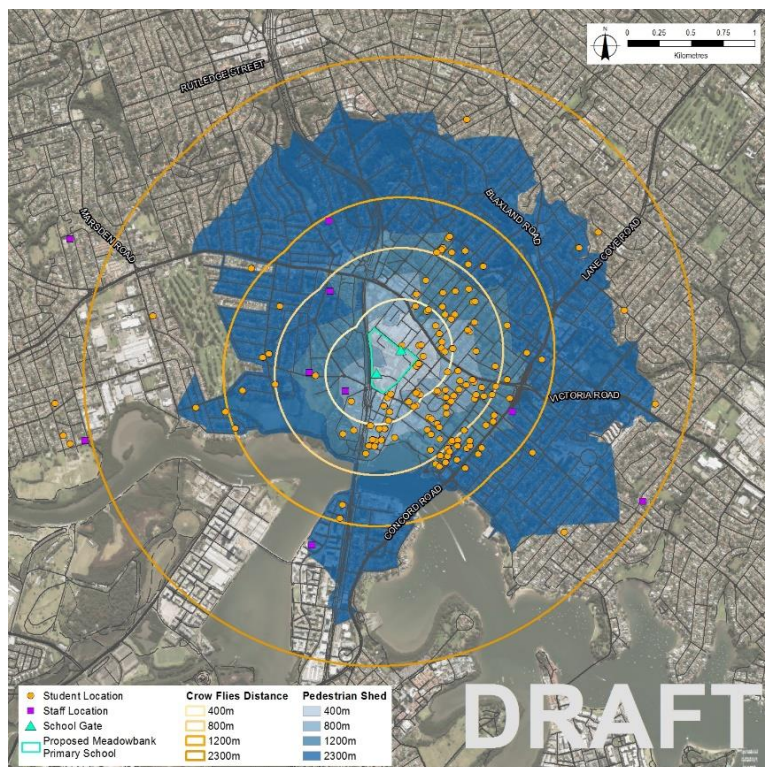 N
0 0.25 0.5 0.75 1
Kilometres
RUTLEDGE STREET
MARSDEN ROAD
BLAXLAND ROAD
LANE COVE ROAD
VICTORIA ROAD
CONCORD ROAD
Student Location
Staff Location
School Gate
Proposed Meadowbank
Primary School
Crow Flies Distance
400m
800m
1200m
2300m
Pedestrian Shed
400m
800m
1200m
2300m
DRAFT